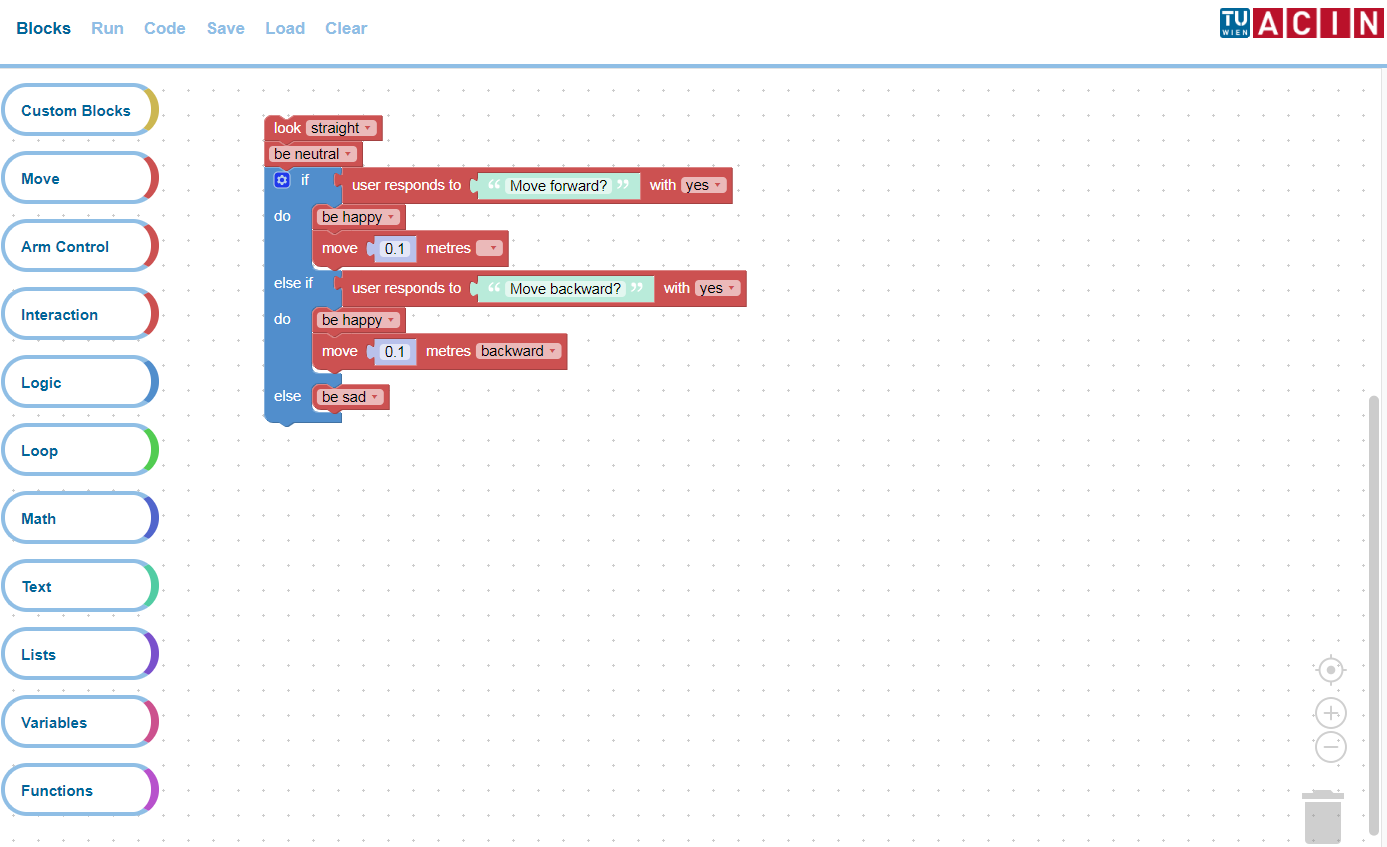 Blocks Run Code Save Load Clear
TU WIEN ACIN
Custom Blocks
Move
Arm Control
Interaction
Logic
Loop
Math
Text
Lists
Variables
Functions
look straight
be neutral
if user responds to “ Move forward? ” with yes
do be happy
move 0.1 metres
else if user responds to “ Move backward? ” with yes
do be happy
move 0.1 metres backward
else be sad